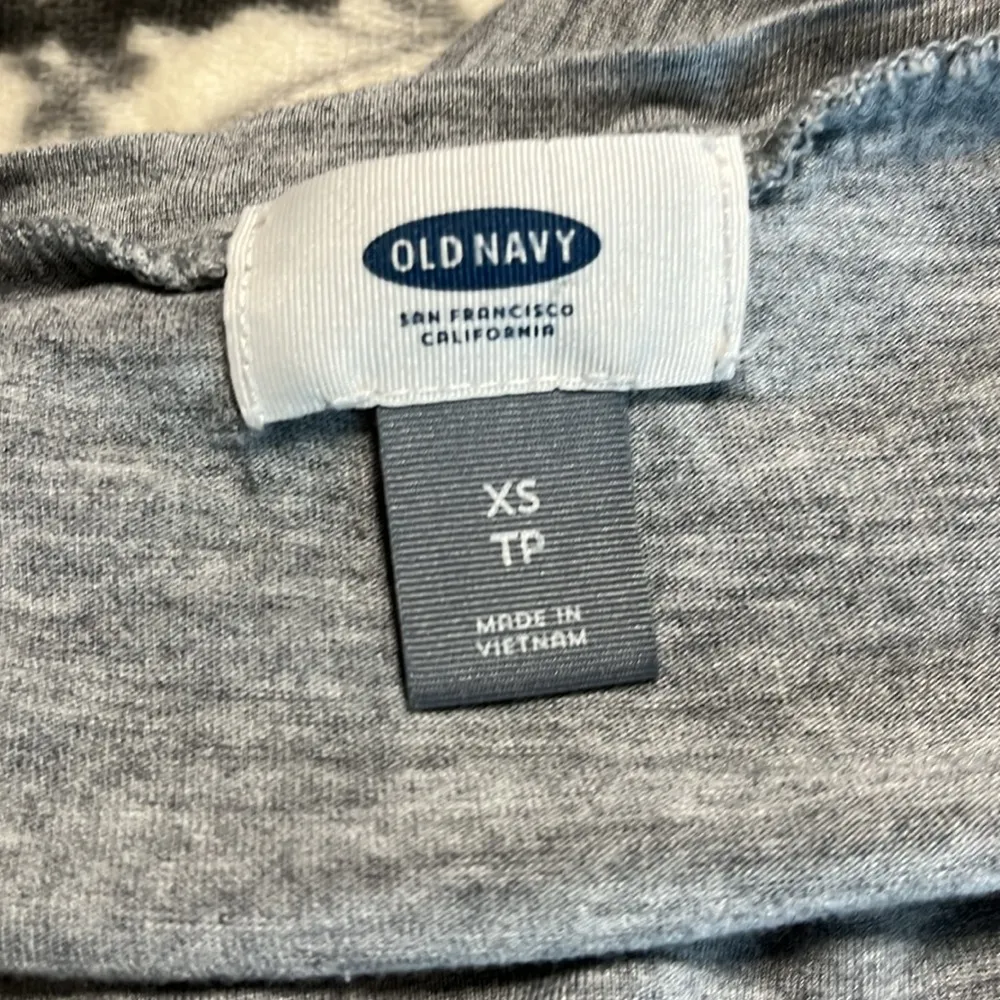 OLD NAVY
SAN FRANCISCO
CALIFORNIA
XS
TP
MADE IN
VIETNAM